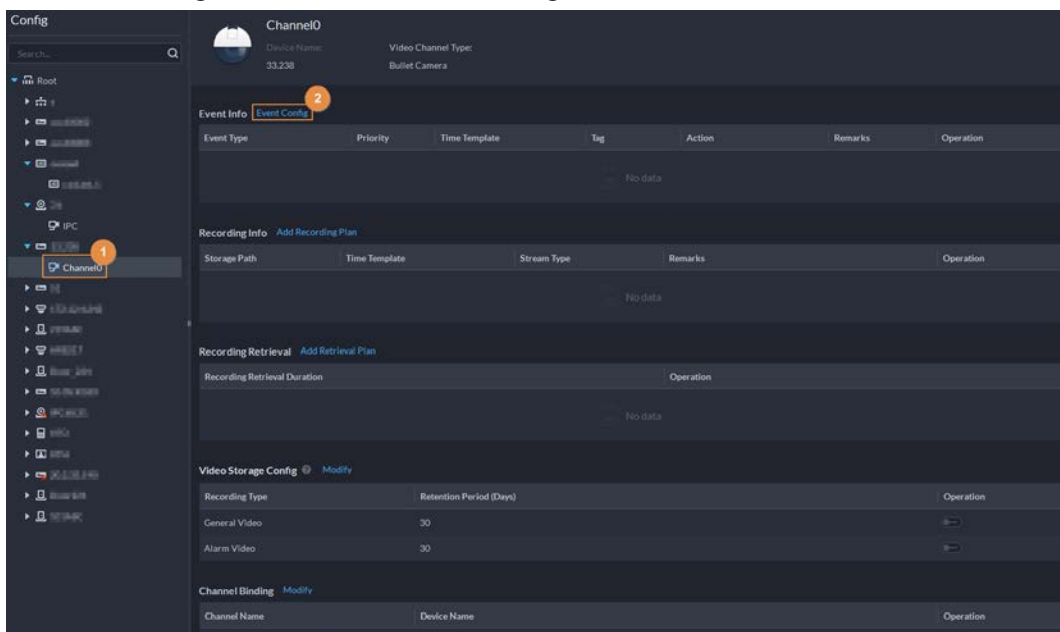 Config
Search...
Root
IPC
1
Channel0
Channel0
Device Name:
Video Channel Type:
33.238
Bullet Camera
2
Event Info Event Config
Event Type Priority Time Template Tag Action Remarks Operation
No data
Recording Info Add Recording Plan
Storage Path Time Template Stream Type Remarks Operation
No data
Recording Retrieval Add Retrieval Plan
Recording Retrieval Duration Operation
No data
Video Storage Config Modify
Recording Type Retention Period (Days) Operation
General Video 30
Alarm Video 30
Channel Binding Modify
Channel Name Device Name Operation